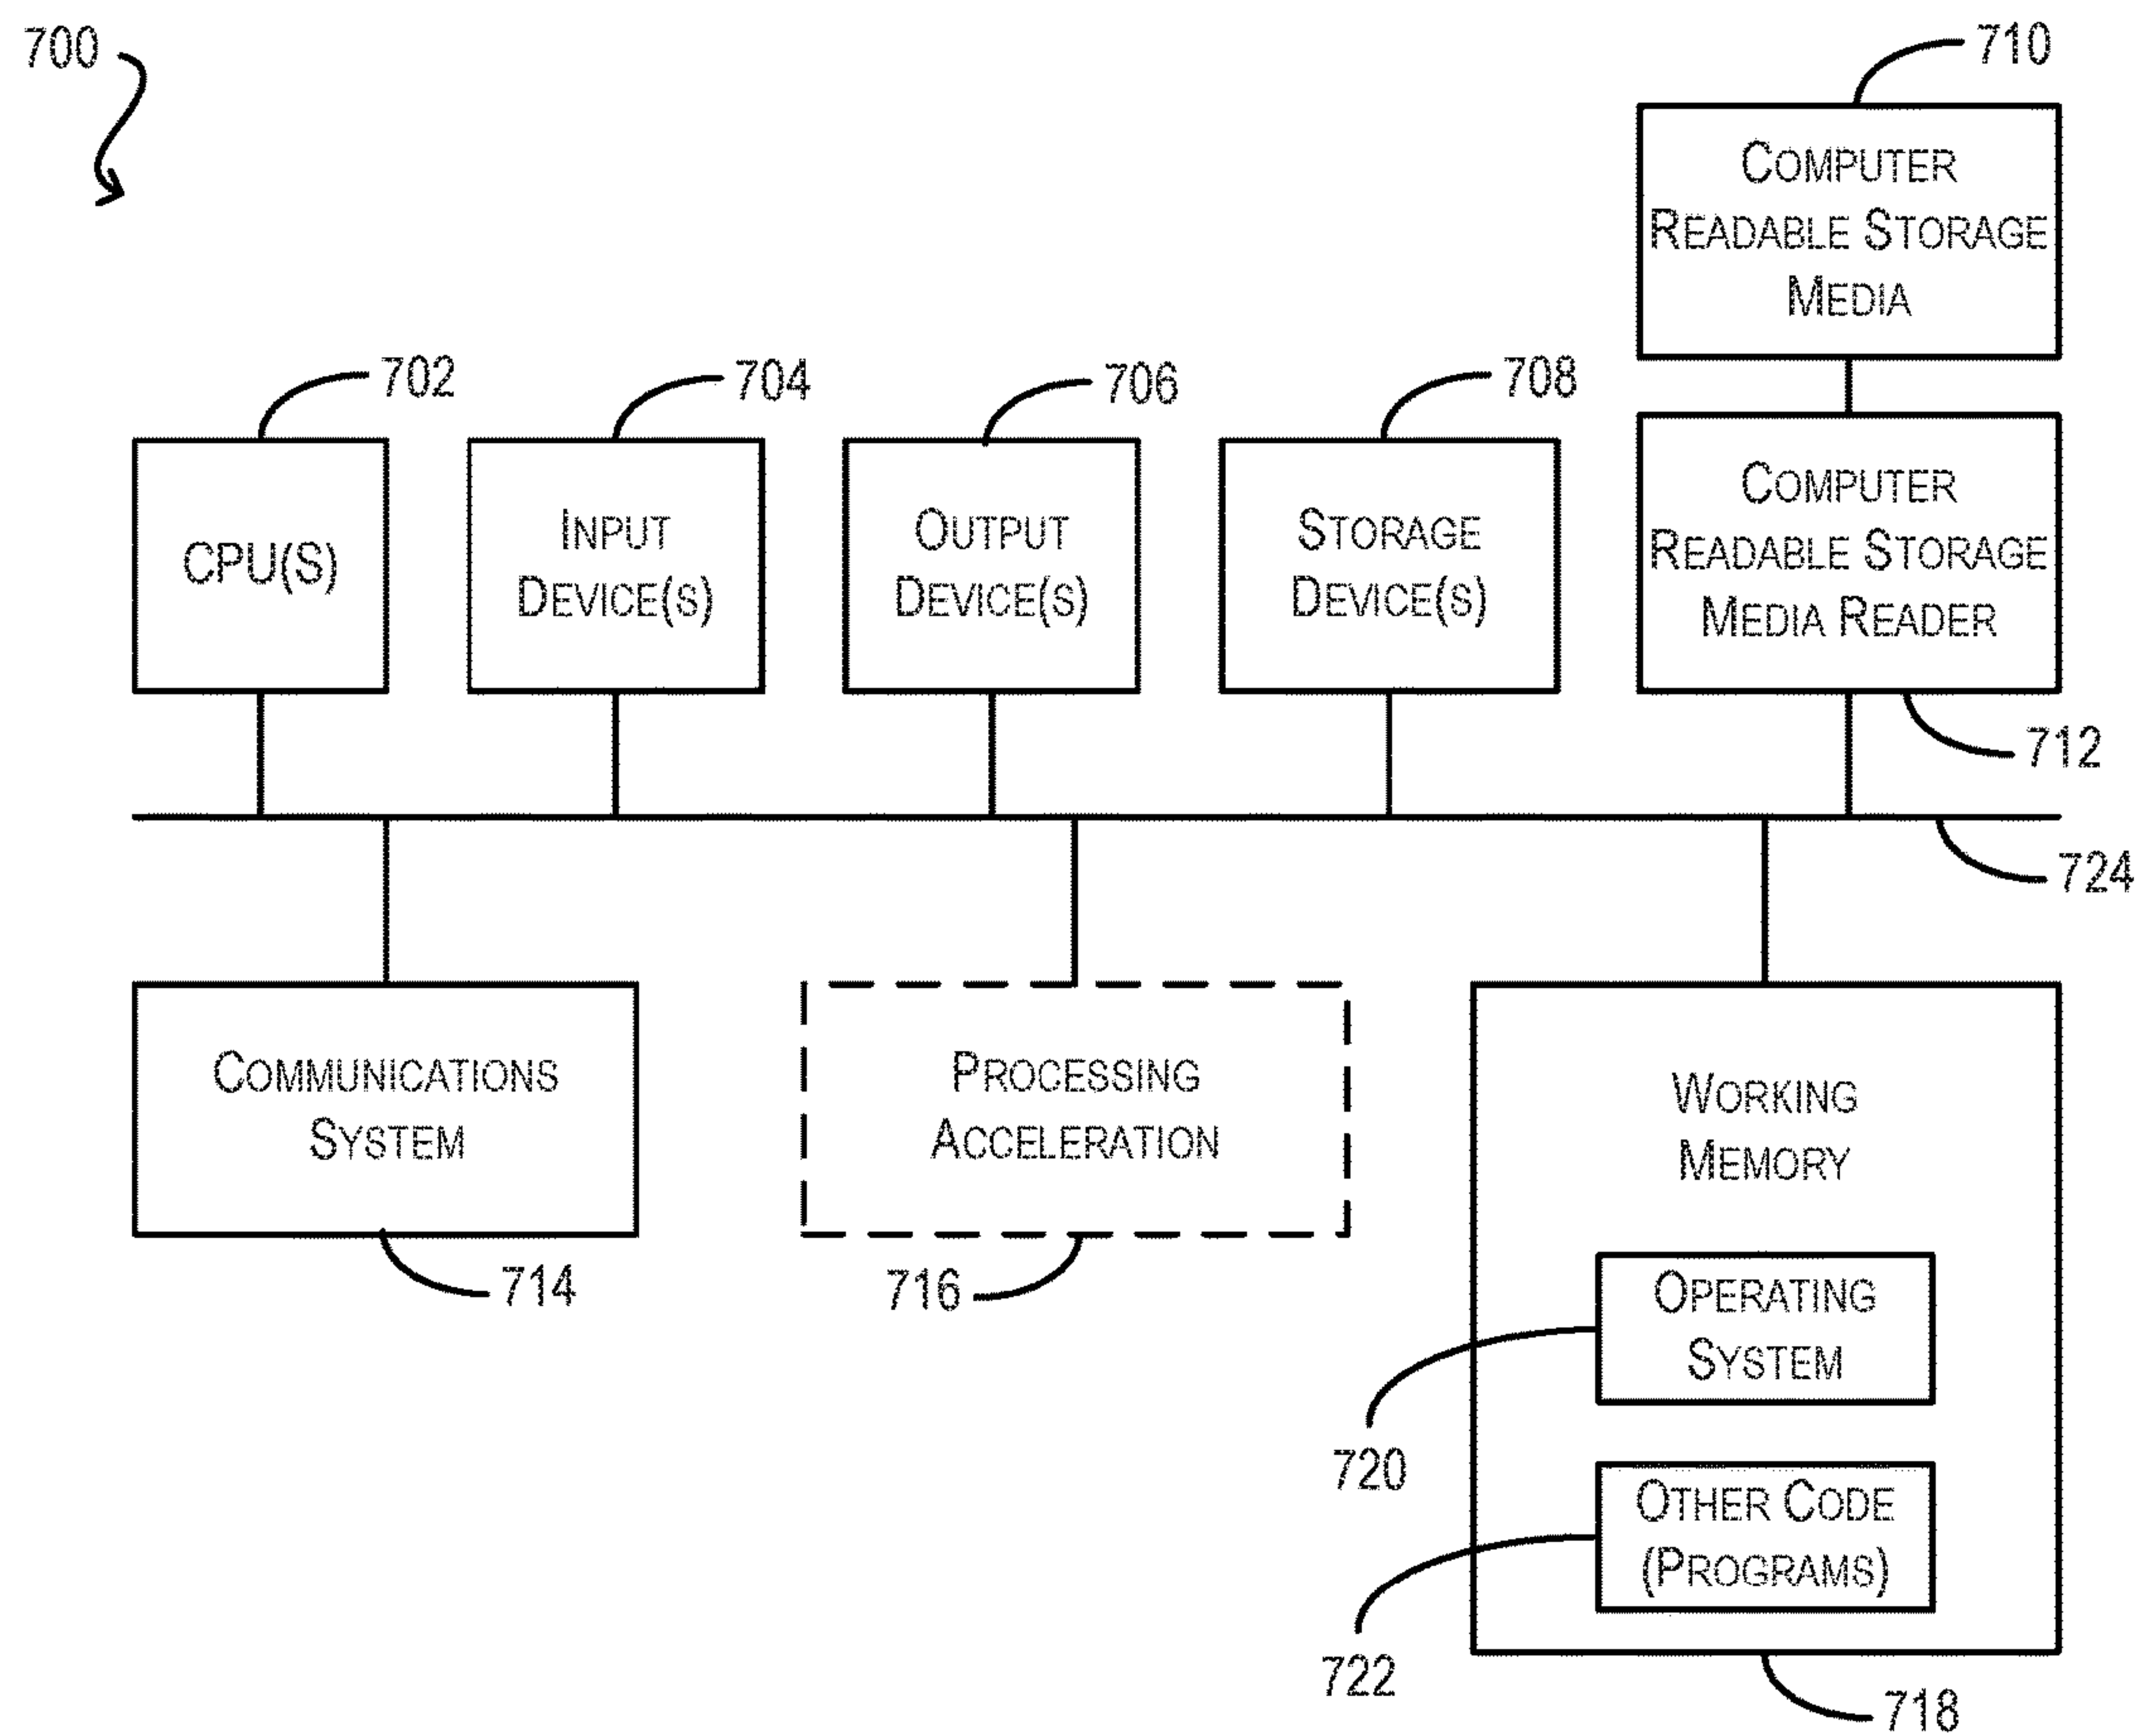 700
710
COMPUTER
READABLE STORAGE
MEDIA
702
704
706
708
CPU(S)
INPUT
DEVICE(S)
OUTPUT
DEVICE(S)
STORAGE
DEVICE(S)
COMPUTER
READABLE STORAGE
MEDIA READER
712
724
COMMUNICATIONS
SYSTEM
714
PROCESSING
ACCELERATION
716
WORKING
MEMORY
OPERATING
SYSTEM
720
OTHER CODE
(PROGRAMS)
722
718